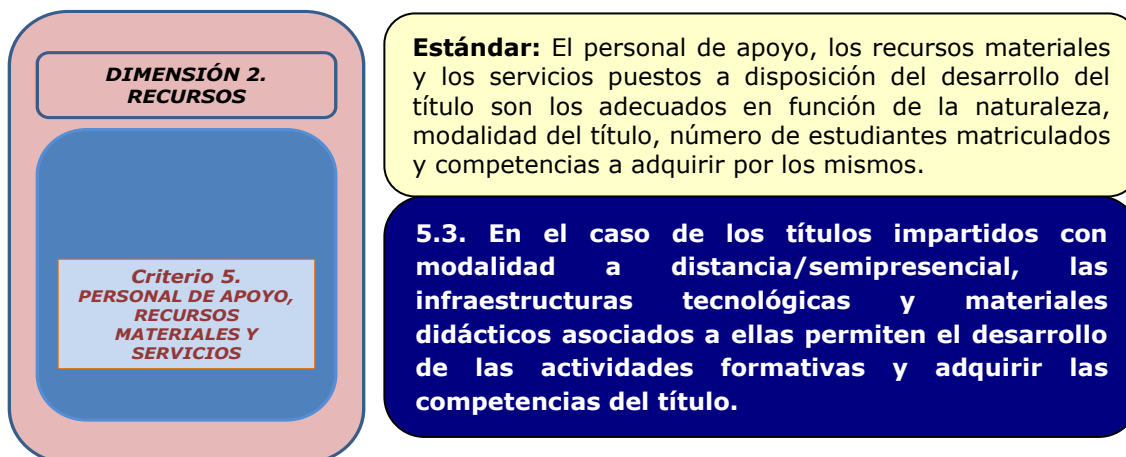 DIMENSIÓN 2.
RECURSOS
Criterio 5.
PERSONAL DE APOYO,
RECURSOS
MATERIALES Y
SERVICIOS
Estándar: El personal de apoyo, los recursos materiales
y los servicios puestos a disposición del desarrollo del
título son los adecuados en función de la naturaleza,
modalidad del título, número de estudiantes matriculados
y competencias a adquirir por los mismos.
5.3. En el caso de los títulos impartidos con
modalidad a distancia/semipresencial, las
infraestructuras tecnológicas y materiales
didácticos asociados a ellas permiten el desarrollo
de las actividades formativas y adquirir las
competencias del título.